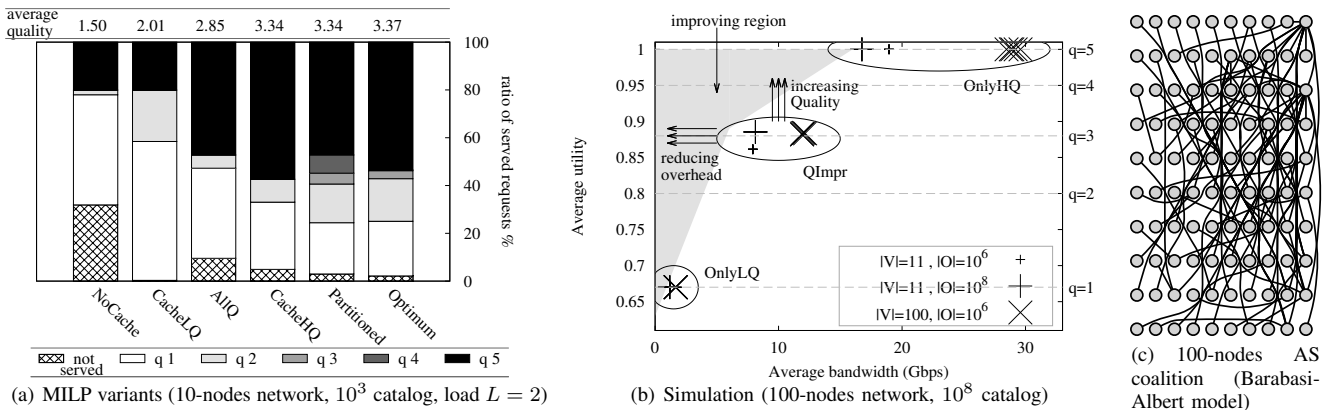 average
quality
1.50 2.01 2.85 3.34 3.34 3.37
100
80
60
40
20
0
ratio of served requests %
NoCache
CacheLQ
AllQ
CacheHQ
Partitioned
Optimum
not
served
q 1
q 2
q 3
q 4
q 5
(a) MILP variants (10-nodes network, 10³ catalog, load L = 2)
improving region
Average utility
1
0.95
0.9
0.85
0.8
0.75
0.7
0.65
q=5
q=4
q=3
q=2
q=1
OnlyHQ
increasing
Quality
reducing
overhead
QImpr
OnlyLQ
|V|=11 , |O|=10⁶
|V|=11 , |O|=10⁸
|V|=100, |O|=10⁶
0 10 20 30
Average bandwidth (Gbps)
(b) Simulation (100-nodes network, 10⁸ catalog)
(c) 100-nodes AS
coalition (Barabasi-
Albert model)